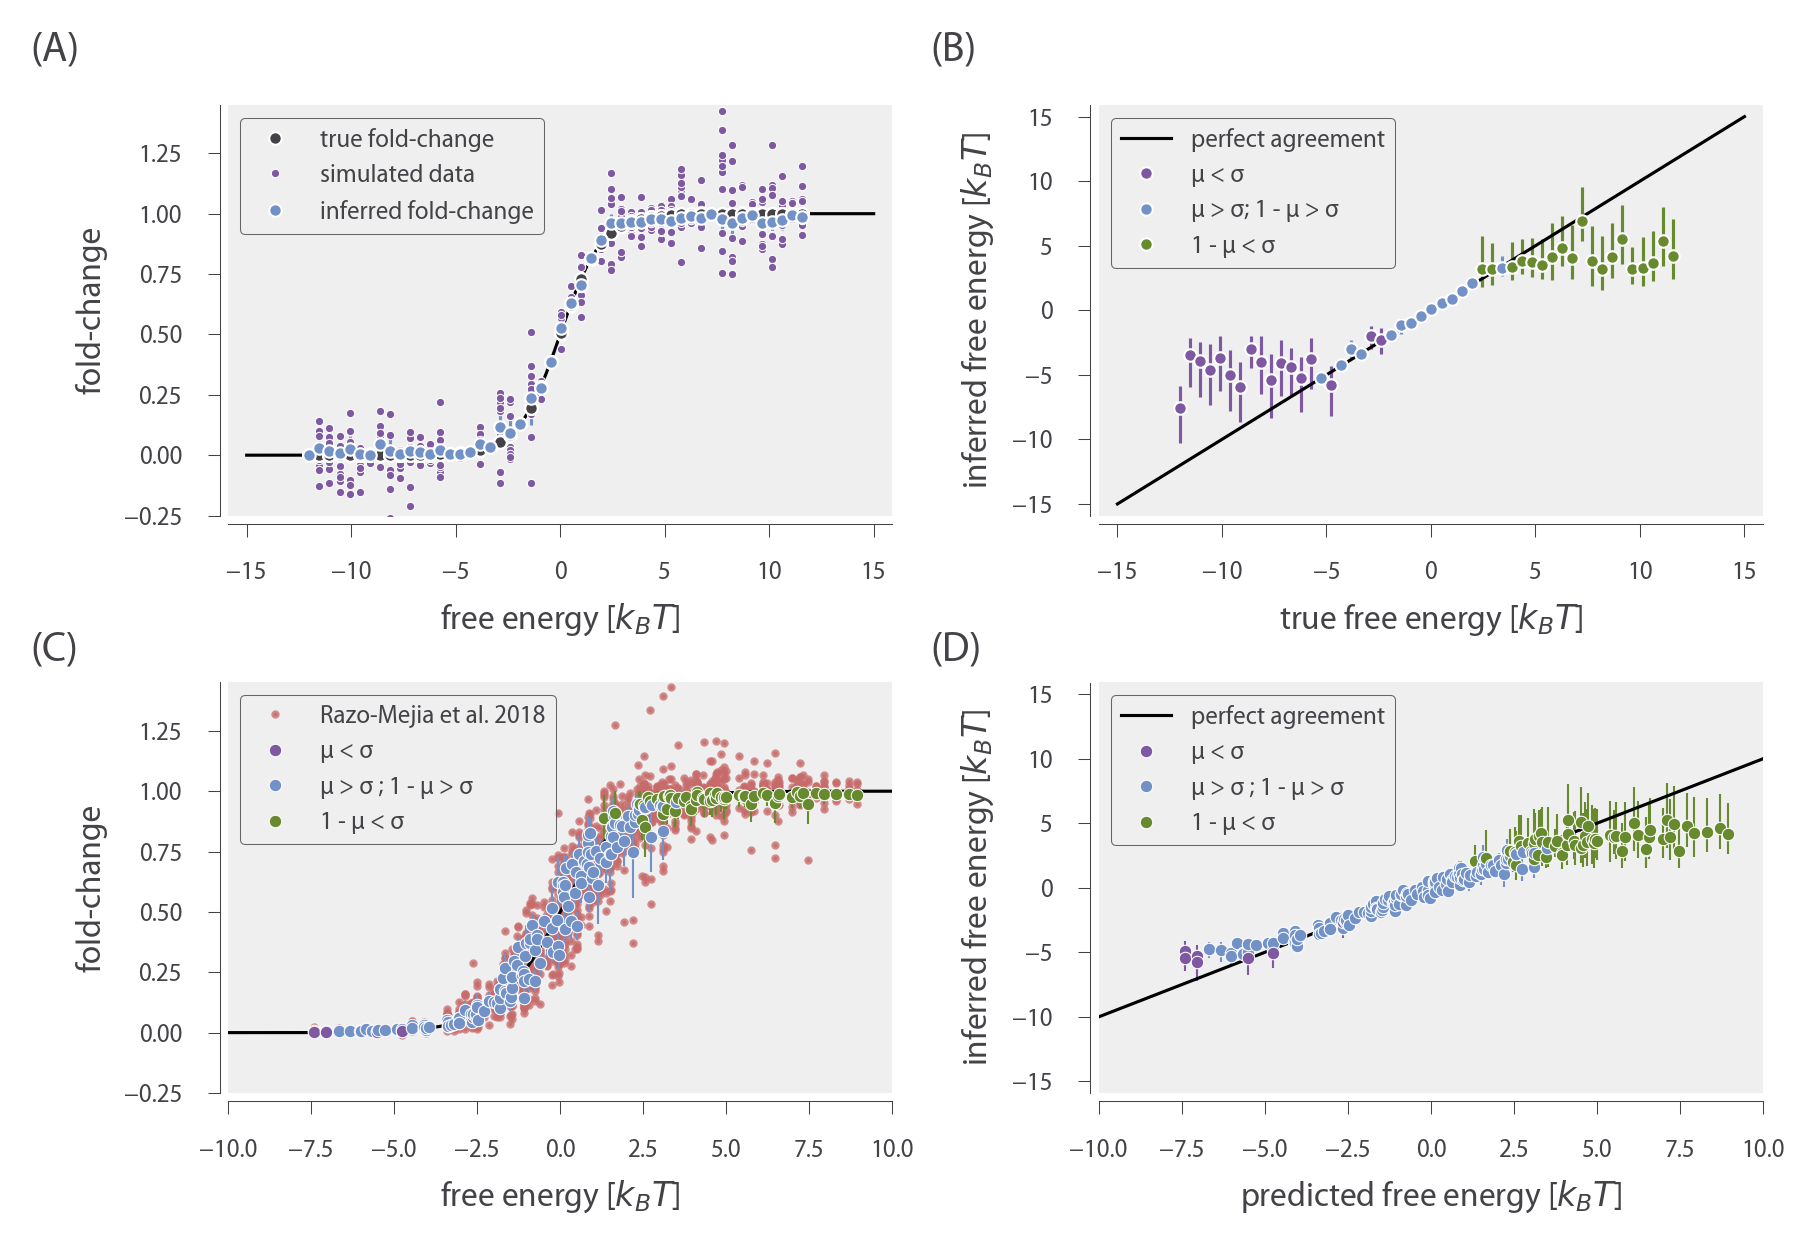 (A)
true fold-change
simulated data
inferred fold-change
fold-change
1.25
1.00
0.75
0.50
0.25
0.00
−0.25
−15 −10 −5 0 5 10 15
free energy [k_BT]
(B)
perfect agreement
μ < σ
μ > σ; 1 - μ > σ
1 - μ < σ
inferred free energy [k_BT]
15
10
5
0
−5
−10
−15
−15 −10 −5 0 5 10 15
true free energy [k_BT]
(C)
Razo-Mejia et al. 2018
μ < σ
μ > σ ; 1 - μ > σ
1 - μ < σ
fold-change
1.25
1.00
0.75
0.50
0.25
0.00
−0.25
−10.0 −7.5 −5.0 −2.5 0.0 2.5 5.0 7.5 10.0
free energy [k_BT]
(D)
perfect agreement
μ < σ
μ > σ ; 1 - μ > σ
1 - μ < σ
inferred free energy [k_BT]
15
10
5
0
−5
−10
−15
−10.0 −7.5 −5.0 −2.5 0.0 2.5 5.0 7.5 10.0
predicted free energy [k_BT]